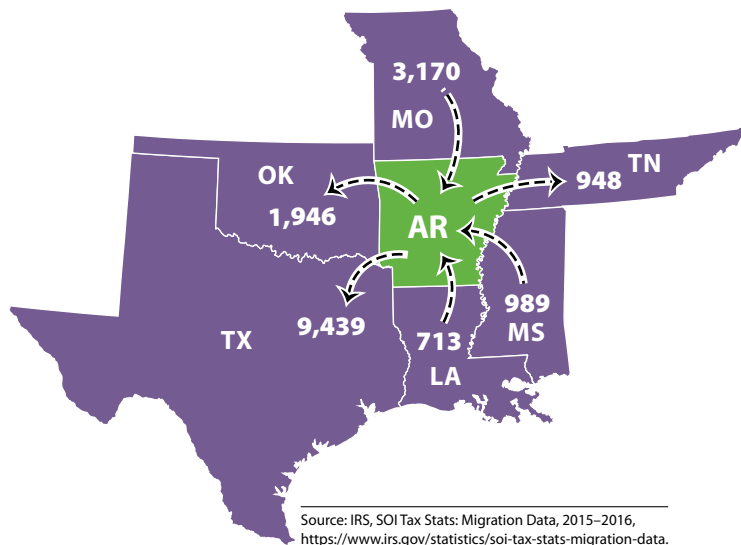 3,170
MO
TN
OK
948
1,946
AR
989
9,439
713
MS
TX
LA
Source: IRS, SOI Tax Stats: Migration Data, 2015–2016,
https://www.irs.gov/statistics/soi-tax-stats-migration-data.